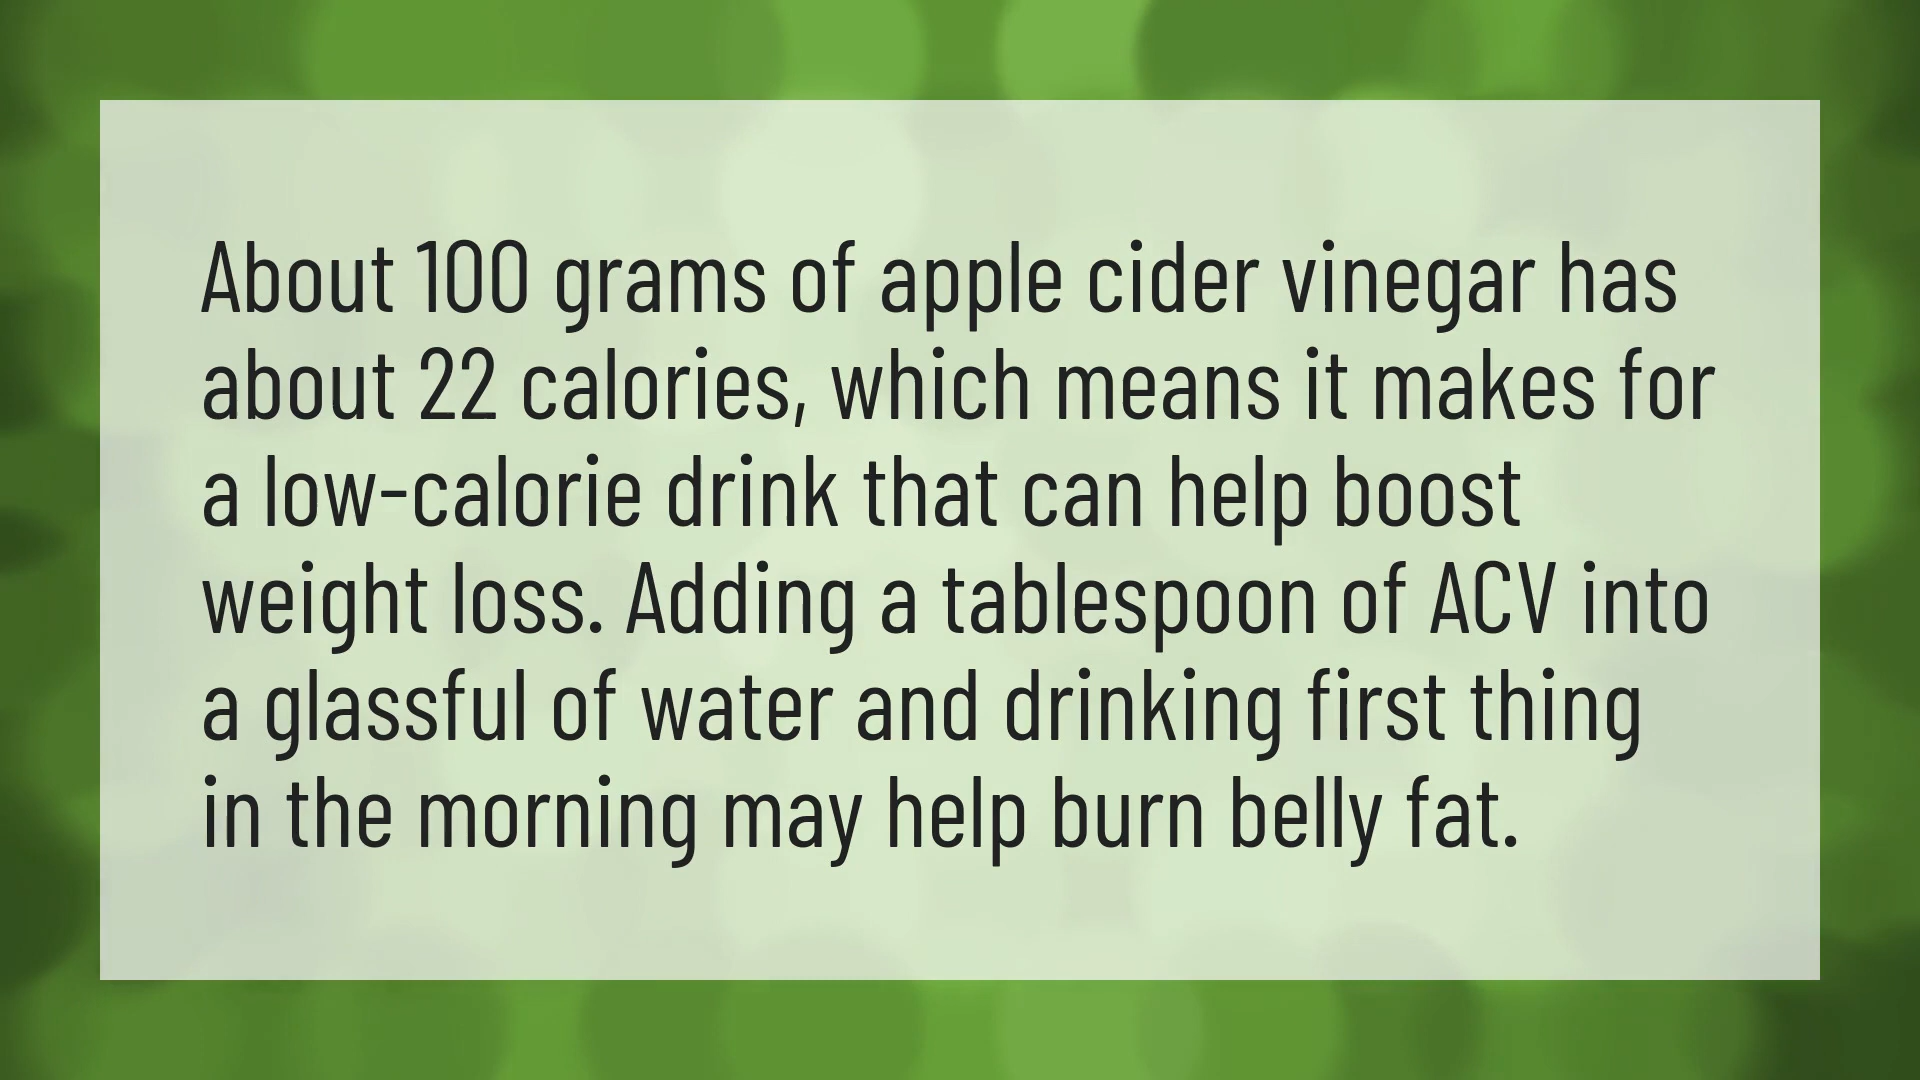 About 100 grams of apple cider vinegar has
about 22 calories, which means it makes for
a low-calorie drink that can help boost
weight loss. Adding a tablespoon of ACV into
a glassful of water and drinking first thing
in the morning may help burn belly fat.